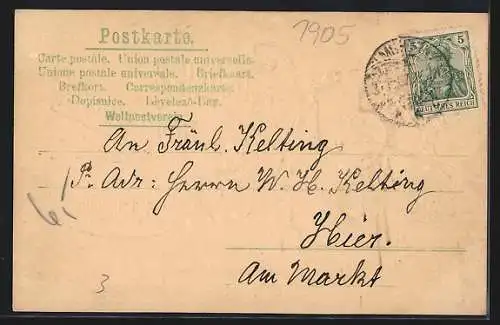 Postkarte.
1905
Carte postale. Union postale universelle.
Unione postale universale. Briefkaart.
Brefkort. Correspondenzkarte.
Dopisnice. Levelezö-Lap.
Weltpostverein.
5
DEUTSCHES REICH
An Fräul. Kelting
Pr. Adr: Herrn W. H. Kelting
Hier.
Am Markt
3